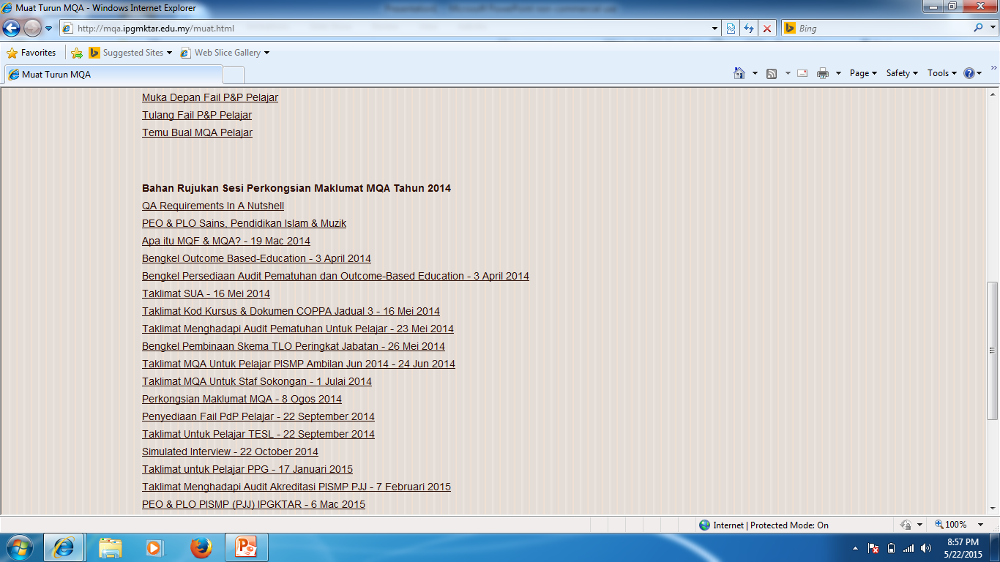 Muat Turun MQA - Windows Internet Explorer
http://mqa.ipgmktar.edu.my/muat.html
Bing
Favorites
Suggested Sites
Web Slice Gallery
Muat Turun MQA
Page
Safety
Tools
Muka Depan Fail P&P Pelajar
Tulang Fail P&P Pelajar
Temu Bual MQA Pelajar
Bahan Rujukan Sesi Perkongsian Maklumat MQA Tahun 2014
QA Requirements In A Nutshell
PEO & PLO Sains, Pendidikan Islam & Muzik
Apa itu MQF & MQA? - 19 Mac 2014
Bengkel Outcome Based-Education - 3 April 2014
Bengkel Persediaan Audit Pematuhan dan Outcome-Based Education - 3 April 2014
Taklimat SUA - 16 Mei 2014
Taklimat Kod Kursus & Dokumen COPPA Jadual 3 - 16 Mei 2014
Taklimat Menghadapi Audit Pematuhan Untuk Pelajar - 23 Mei 2014
Bengkel Pembinaan Skema TLO Peringkat Jabatan - 26 Mei 2014
Taklimat MQA Untuk Pelajar PISMP Ambilan Jun 2014 - 24 Jun 2014
Taklimat MQA Untuk Staf Sokongan - 1 Julai 2014
Perkongsian Maklumat MQA - 8 Ogos 2014
Penyediaan Fail PdP Pelajar - 22 September 2014
Taklimat Untuk Pelajar TESL - 22 September 2014
Simulated Interview - 22 October 2014
Taklimat untuk Pelajar PPG - 17 Januari 2015
Taklimat Menghadapi Audit Akreditasi PISMP PJJ - 7 Februari 2015
PEO & PLO PISMP (PJJ) IPGKTAR - 6 Mac 2015
Internet | Protected Mode: On
100%
8:57 PM
5/22/2015